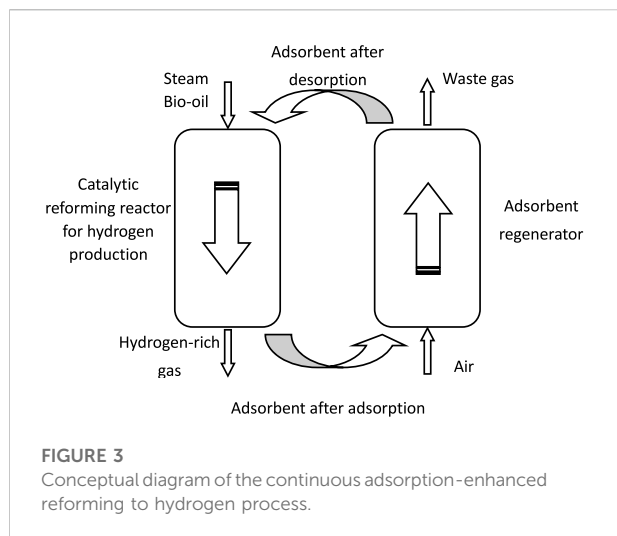 Adsorbent after
desorption
Steam
Bio-oil
Waste gas
Catalytic
reforming reactor
for hydrogen
production
Adsorbent
regenerator
Hydrogen-rich
gas
Air
Adsorbent after adsorption
FIGURE 3
Conceptual diagram of the continuous adsorption-enhanced
reforming to hydrogen process.